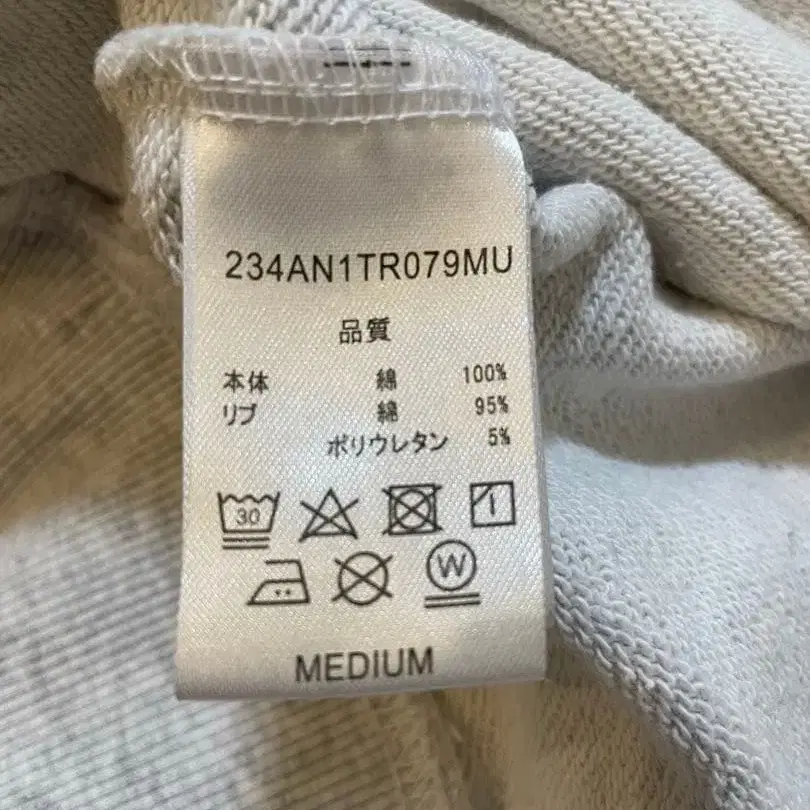 234AN1TR079MU
品質
本体 綿 100%
リブ 綿 95%
ポリウレタン 5%
30
W
MEDIUM